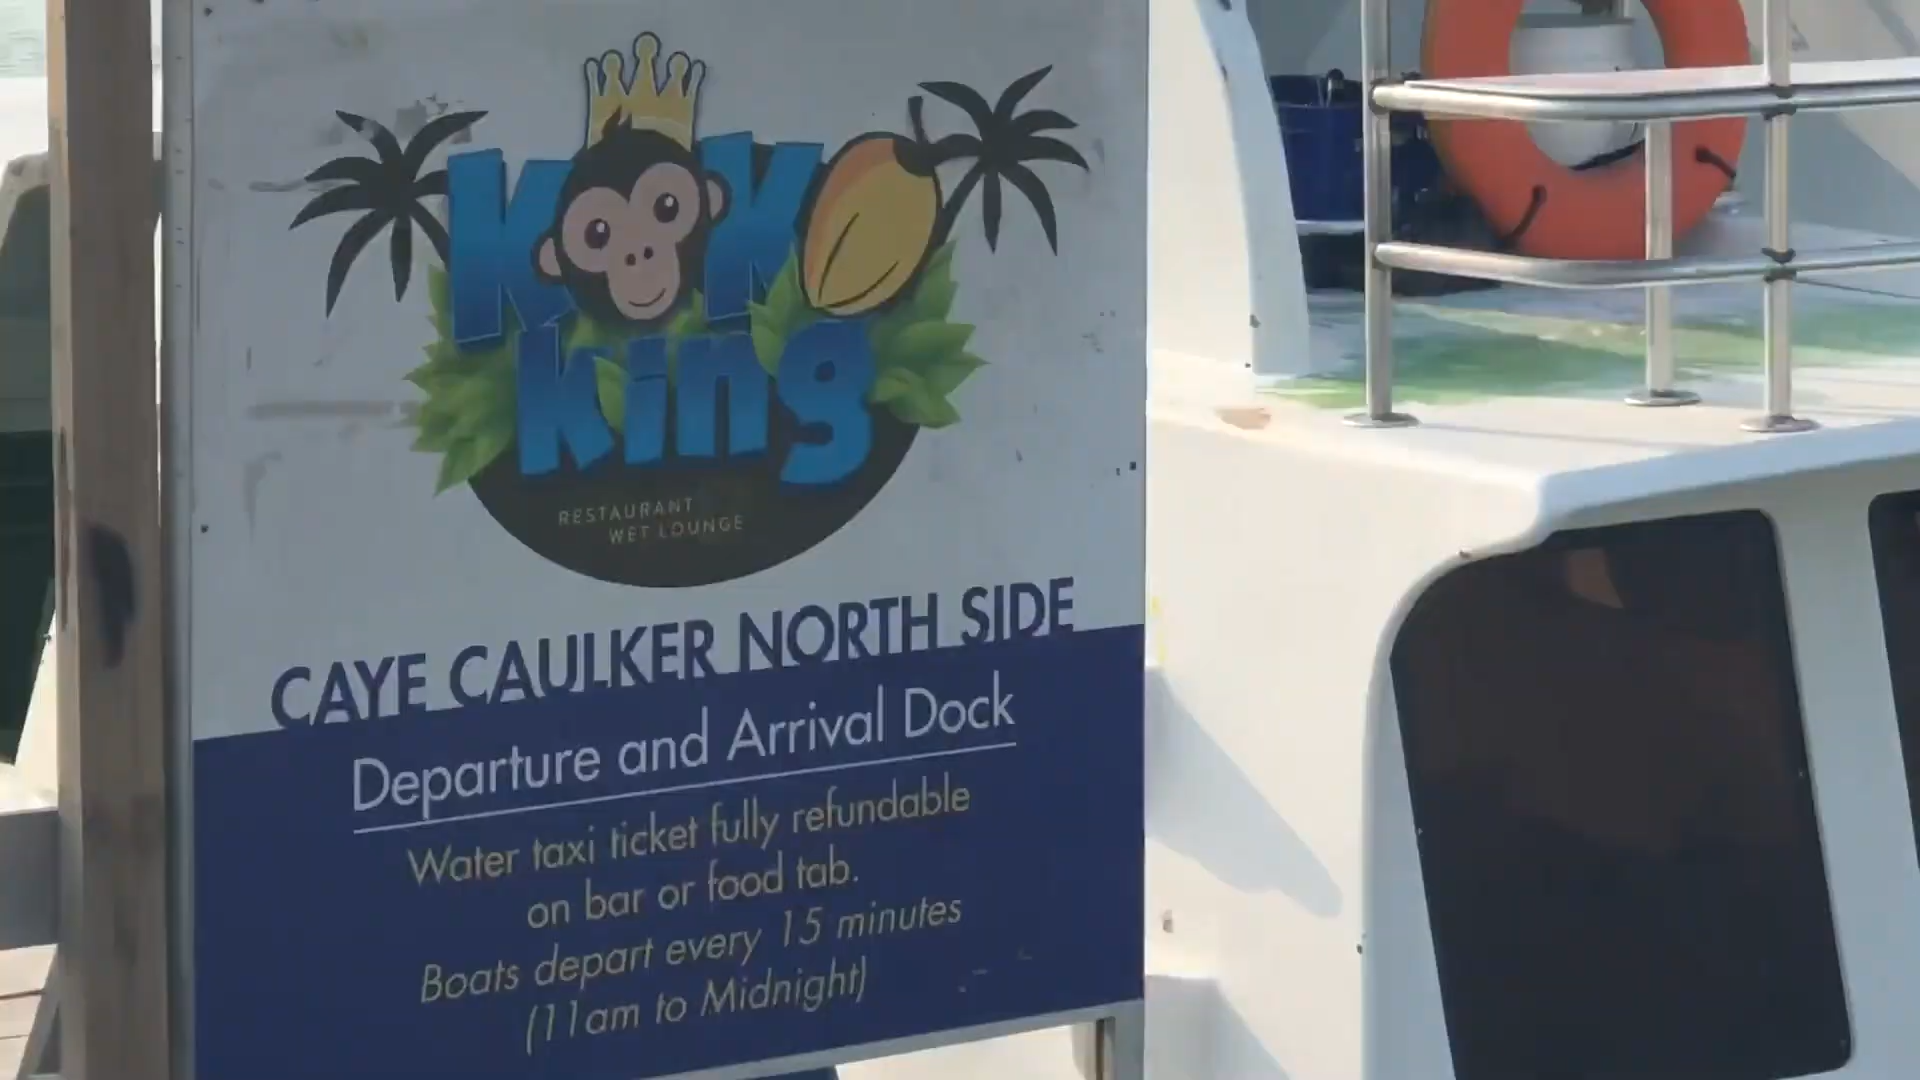 KOKO
king
RESTAURANT
WET LOUNGE
CAYE CAULKER NORTH SIDE
Departure and Arrival Dock
Water taxi ticket fully refundable
on bar or food tab.
Boats depart every 15 minutes
(11am to Midnight)